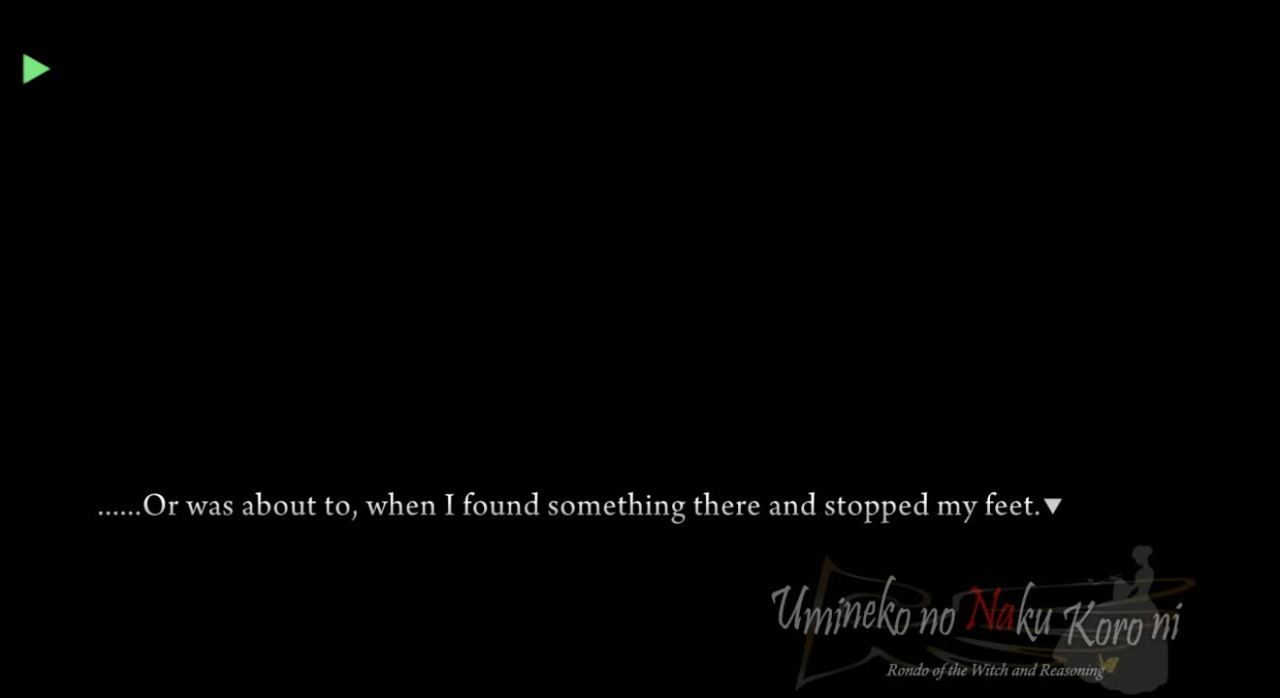 ......Or was about to, when I found something there and stopped my feet.
Umineko no Naku Koro ni
Rondo of the Witch and Reasoning